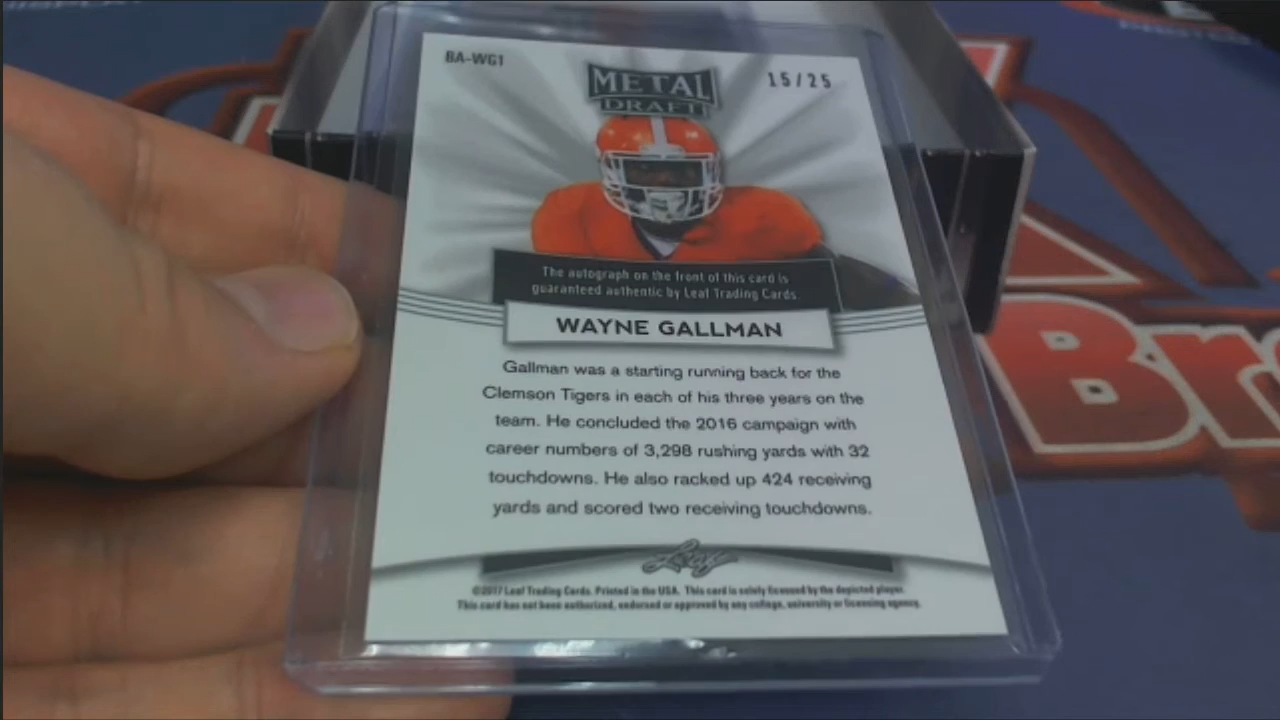 BA-WG1
METAL
DRAFT
15/25
The autograph on the front of this card is
guaranteed authentic by Leaf Trading Cards.
WAYNE GALLMAN
Gallman was a starting running back for the
Clemson Tigers in each of his three years on the
team. He concluded the 2016 campaign with
career numbers of 3,298 rushing yards with 32
touchdowns. He also racked up 424 receiving
yards and scored two receiving touchdowns.
Leaf
©2017 Leaf Trading Cards. Printed in the USA. This card is solely licensed by the depicted player.
This card has not been authorized, endorsed or approved by any college, university or licensing agency.
Br